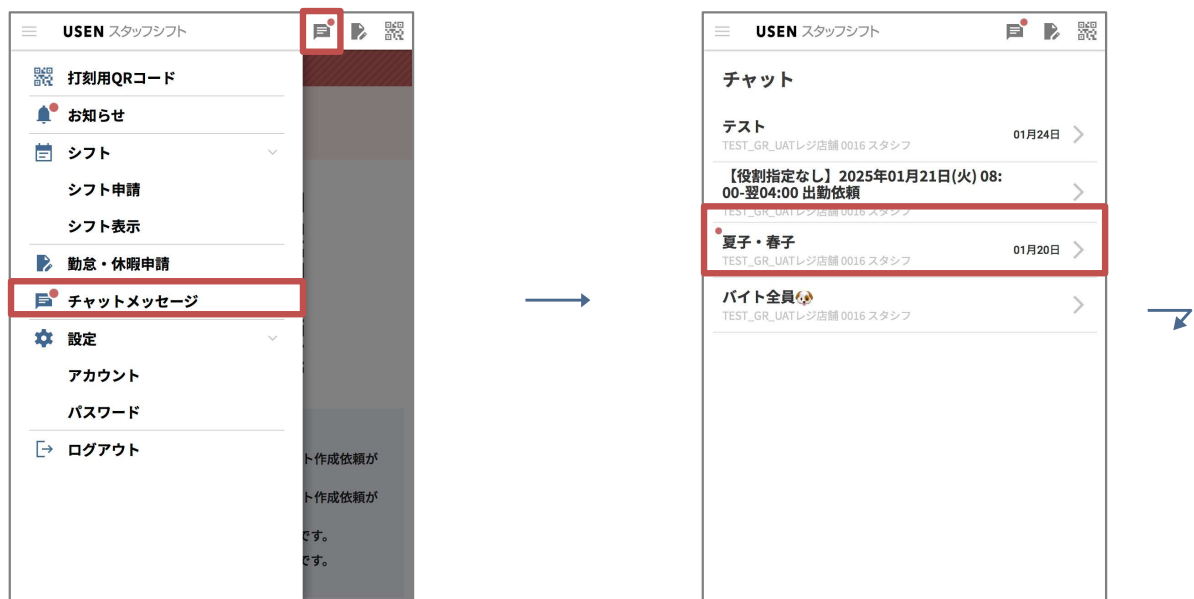 USEN スタッフシフト
打刻用QRコード
お知らせ
シフト
シフト申請
シフト表示
勤怠・休暇申請
チャットメッセージ
設定
アカウント
パスワード
ログアウト
ト作成依頼が
ト作成依頼が
です。
です。
USEN スタッフシフト
チャット
テスト
TEST_GR_UATレジ店舗 0016 スタシフ
01月24日
【役割指定なし】2025年01月21日(火) 08:
00-翌04:00 出勤依頼
TEST_GR_UATレジ店舗 0016 スタシフ
夏子・春子
TEST_GR_UATレジ店舗 0016 スタシフ
01月20日
バイト全員🐶
TEST_GR_UATレジ店舗 0016 スタシフ